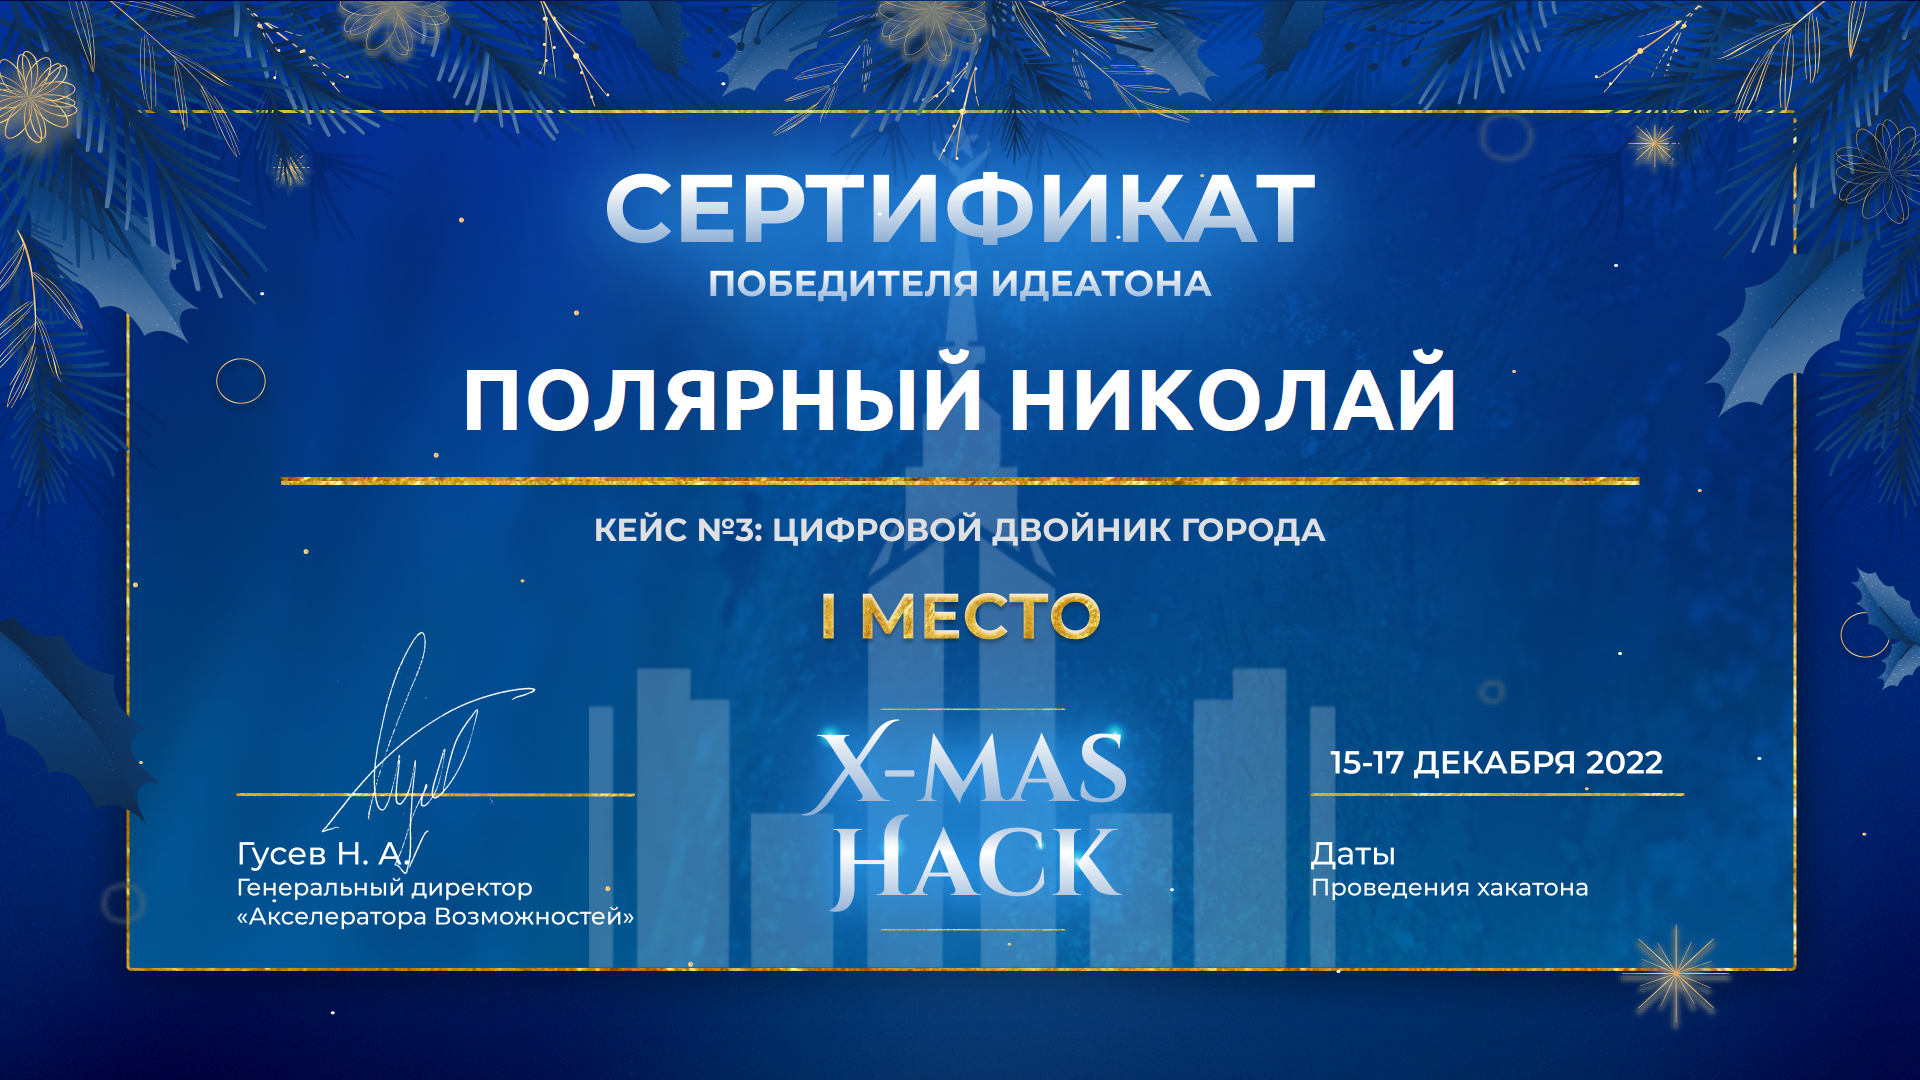 СЕРТИФИКАТ
ПОБЕДИТЕЛЯ ИДЕАТОНА
ПОЛЯРНЫЙ НИКОЛАЙ
КЕЙС №3: ЦИФРОВОЙ ДВОЙНИК ГОРОДА
I МЕСТО
X-MAS
HACK
Гусев Н. А.
Генеральный директор
«Акселератора Возможностей»
15-17 ДЕКАБРЯ 2022
Даты
Проведения хакатона